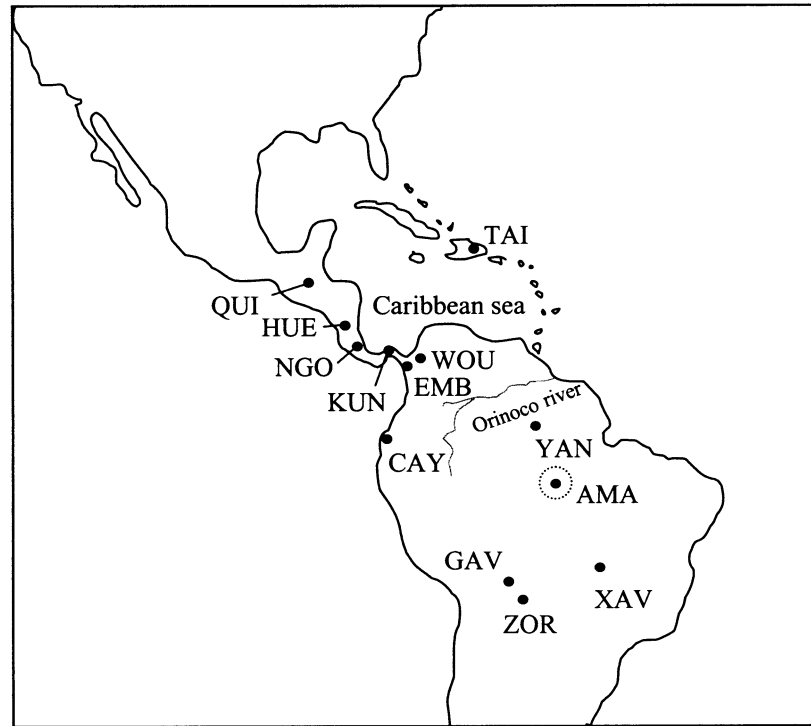 TAI
QUI
Caribbean sea
HUE
NGO
WOU
KUN
EMB
Orinoco river
YAN
CAY
AMA
GAV
XAV
ZOR